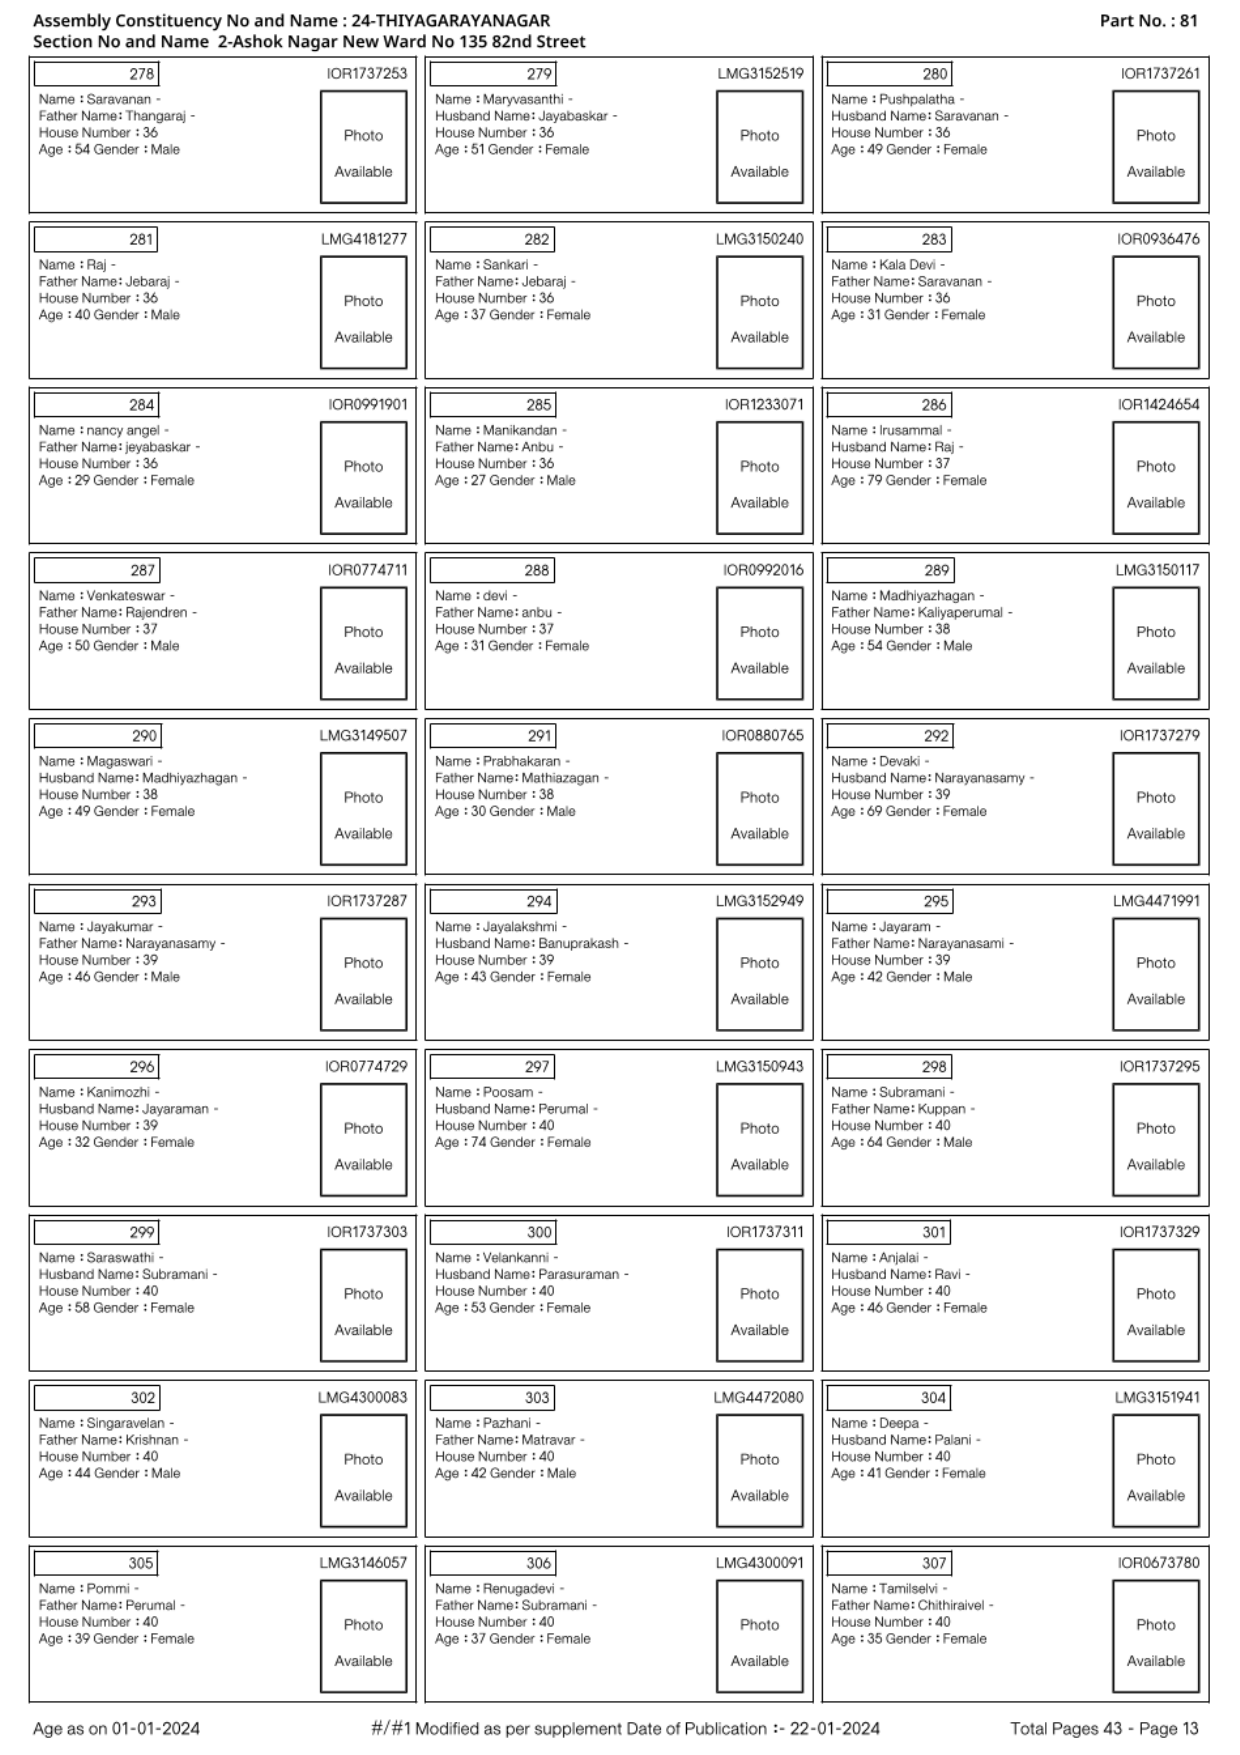 Assembly Constituency No and Name : 24-THIYAGARAYANAGAR
Part No. : 81
Section No and Name 2-Ashok Nagar New Ward No 135 82nd Street
278
IOR1737253
Name : Saravanan -
Father Name: Thangaraj -
House Number : 36
Age : 54 Gender : Male
Photo
Available
279
LMG3152519
Name : Maryvasanthi -
Husband Name: Jayabaskar -
House Number : 36
Age : 51 Gender : Female
Photo
Available
280
IOR1737261
Name : Pushpalatha -
Husband Name: Saravanan -
House Number : 36
Age : 49 Gender : Female
Photo
Available
281
LMG4181277
Name : Raj -
Father Name: Jebaraj -
House Number : 36
Age : 40 Gender : Male
Photo
Available
282
LMG3150240
Name : Sankari -
Father Name: Jebaraj -
House Number : 36
Age : 37 Gender : Female
Photo
Available
283
IOR0936476
Name : Kala Devi -
Father Name: Saravanan -
House Number : 36
Age : 31 Gender : Female
Photo
Available
284
IOR0991901
Name : nancy angel -
Father Name: jeyabaskar -
House Number : 36
Age : 29 Gender : Female
Photo
Available
285
IOR1233071
Name : Manikandan -
Father Name: Anbu -
House Number : 36
Age : 27 Gender : Male
Photo
Available
286
IOR1424654
Name : Irusammal -
Husband Name: Raj -
House Number : 37
Age : 79 Gender : Female
Photo
Available
287
IOR0774711
Name : Venkateswar -
Father Name: Rajendren -
House Number : 37
Age : 50 Gender : Male
Photo
Available
288
IOR0992016
Name : devi -
Father Name: anbu -
House Number : 37
Age : 31 Gender : Female
Photo
Available
289
LMG3150117
Name : Madhiyazhagan -
Father Name: Kaliyaperumal -
House Number : 38
Age : 54 Gender : Male
Photo
Available
290
LMG3149507
Name : Magaswari -
Husband Name: Madhiyazhagan -
House Number : 38
Age : 49 Gender : Female
Photo
Available
291
IOR0880765
Name : Prabhakaran -
Father Name: Mathiazagan -
House Number : 38
Age : 30 Gender : Male
Photo
Available
292
IOR1737279
Name : Devaki -
Husband Name: Narayanasamy -
House Number : 39
Age : 69 Gender : Female
Photo
Available
293
IOR1737287
Name : Jayakumar -
Father Name: Narayanasamy -
House Number : 39
Age : 46 Gender : Male
Photo
Available
294
LMG3152949
Name : Jayalakshmi -
Husband Name: Banuprakash -
House Number : 39
Age : 43 Gender : Female
Photo
Available
295
LMG4471991
Name : Jayaram -
Father Name: Narayanasami -
House Number : 39
Age : 42 Gender : Male
Photo
Available
296
IOR0774729
Name : Kanimozhi -
Husband Name: Jayaraman -
House Number : 39
Age : 32 Gender : Female
Photo
Available
297
LMG3150943
Name : Poosam -
Husband Name: Perumal -
House Number : 40
Age : 74 Gender : Female
Photo
Available
298
IOR1737295
Name : Subramani -
Father Name: Kuppan -
House Number : 40
Age : 64 Gender : Male
Photo
Available
299
IOR1737303
Name : Saraswathi -
Husband Name: Subramani -
House Number : 40
Age : 58 Gender : Female
Photo
Available
300
IOR1737311
Name : Velankanni -
Husband Name: Parasuraman -
House Number : 40
Age : 53 Gender : Female
Photo
Available
301
IOR1737329
Name : Anjalai -
Husband Name: Ravi -
House Number : 40
Age : 46 Gender : Female
Photo
Available
302
LMG4300083
Name : Singaravelan -
Father Name: Krishnan -
House Number : 40
Age : 44 Gender : Male
Photo
Available
303
LMG4472080
Name : Pazhani -
Father Name: Matravar -
House Number : 40
Age : 42 Gender : Male
Photo
Available
304
LMG3151941
Name : Deepa -
Husband Name: Palani -
House Number : 40
Age : 41 Gender : Female
Photo
Available
305
LMG3146057
Name : Pommi -
Father Name: Perumal -
House Number : 40
Age : 39 Gender : Female
Photo
Available
306
LMG4300091
Name : Renugadevi -
Father Name: Subramani -
House Number : 40
Age : 37 Gender : Female
Photo
Available
307
IOR0673780
Name : Tamilselvi -
Father Name: Chithiraivel -
House Number : 40
Age : 35 Gender : Female
Photo
Available
Age as on 01-01-2024
#/#1 Modified as per supplement Date of Publication :- 22-01-2024
Total Pages 43 - Page 13